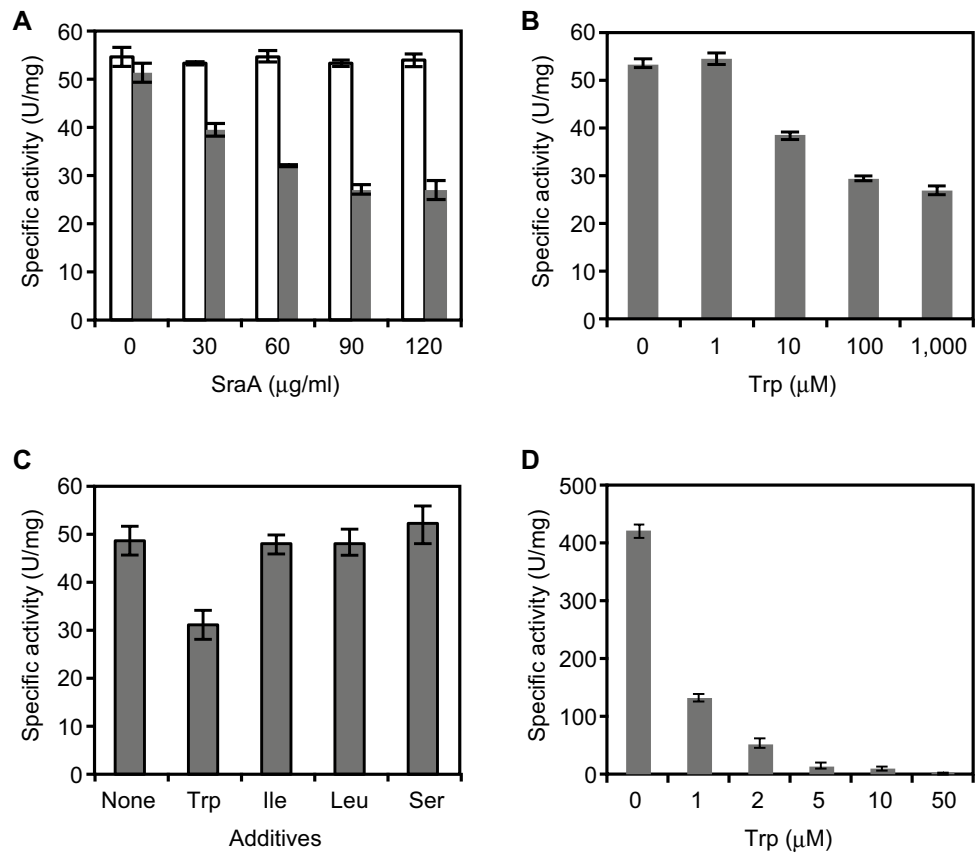 A
Specific activity (U/mg)
60
50
40
30
20
10
0
0 30 60 90 120
SraA (μg/ml)
B
Specific activity (U/mg)
60
50
40
30
20
10
0
0 1 10 100 1,000
Trp (μM)
C
Specific activity (U/mg)
60
50
40
30
20
10
0
None Trp Ile Leu Ser
Additives
D
Specific activity (U/mg)
500
400
300
200
100
0
0 1 2 5 10 50
Trp (μM)